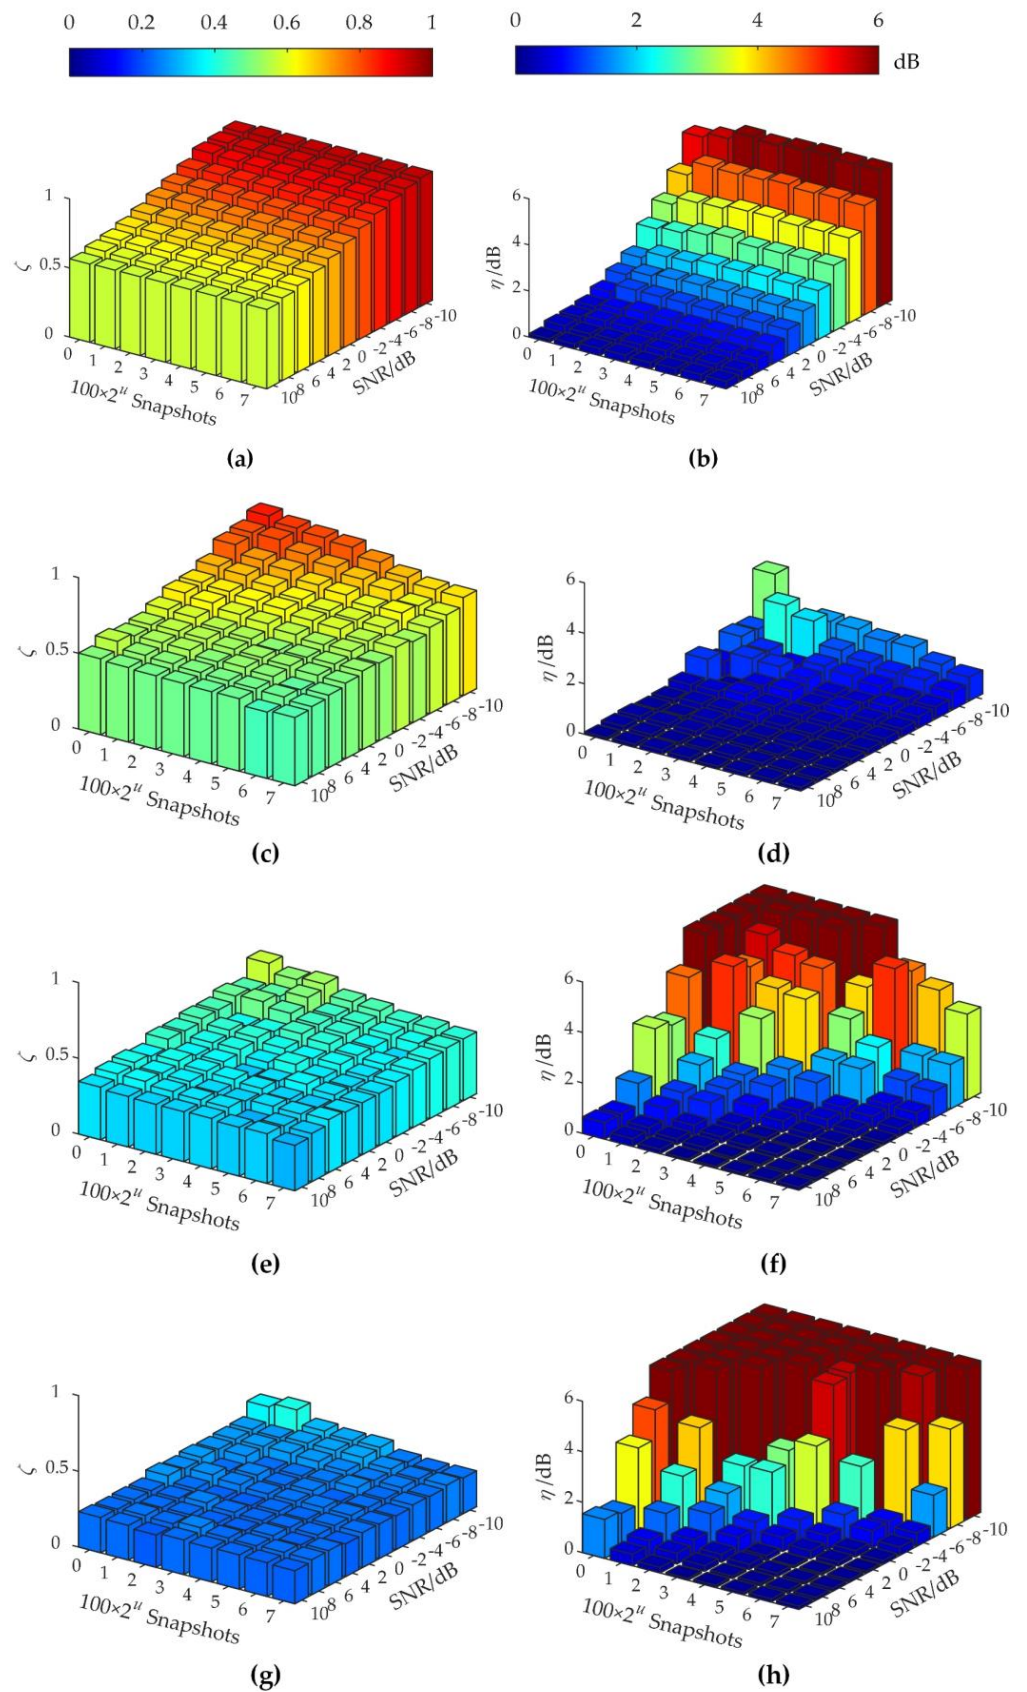 0 0.2 0.4 0.6 0.8 1
0 2 4 6
dB
1
0.5
0
ζ
0 1 2 3 4 5 6 7
100×2^μ Snapshots
10 8 6 4 2 0 -2 -4 -6 -8 -10
SNR/dB
(a)
6
4
2
0
η/dB
0 1 2 3 4 5 6 7
100×2^μ Snapshots
10 8 6 4 2 0 -2 -4 -6 -8 -10
SNR/dB
(b)
1
0.5
0
ζ
0 1 2 3 4 5 6 7
100×2^μ Snapshots
10 8 6 4 2 0 -2 -4 -6 -8 -10
SNR/dB
(c)
6
4
2
0
η/dB
0 1 2 3 4 5 6 7
100×2^μ Snapshots
10 8 6 4 2 0 -2 -4 -6 -8 -10
SNR/dB
(d)
1
0.5
0
ζ
0 1 2 3 4 5 6 7
100×2^μ Snapshots
10 8 6 4 2 0 -2 -4 -6 -8 -10
SNR/dB
(e)
6
4
2
0
η/dB
0 1 2 3 4 5 6 7
100×2^μ Snapshots
10 8 6 4 2 0 -2 -4 -6 -8 -10
SNR/dB
(f)
1
0.5
0
ζ
0 1 2 3 4 5 6 7
100×2^μ Snapshots
10 8 6 4 2 0 -2 -4 -6 -8 -10
SNR/dB
(g)
6
4
2
0
η/dB
0 1 2 3 4 5 6 7
100×2^μ Snapshots
10 8 6 4 2 0 -2 -4 -6 -8 -10
SNR/dB
(h)